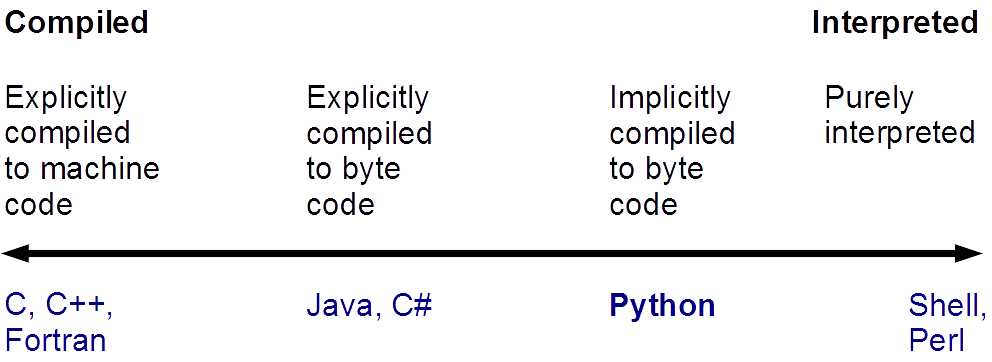 Compiled
Interpreted
Explicitly
compiled
to machine
code
Explicitly
compiled
to byte
code
Implicitly
compiled
to byte
code
Purely
interpreted
C, C++,
Fortran
Java, C#
Python
Shell,
Perl